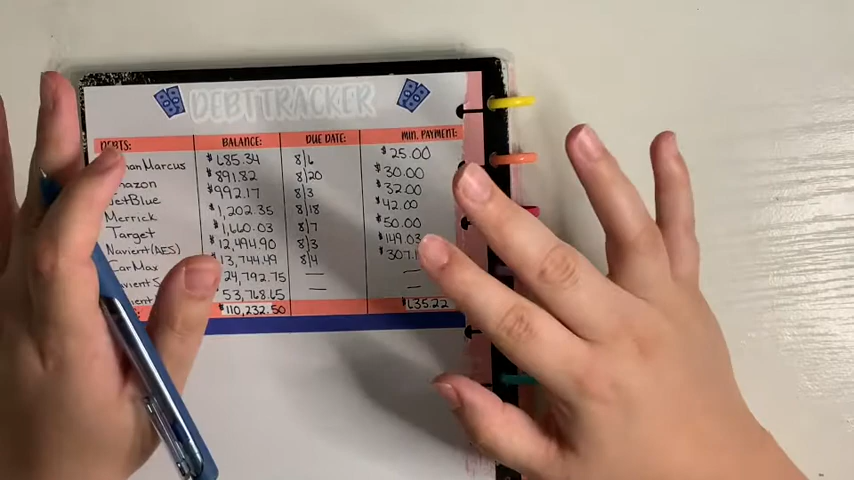 DEBT TRACKER
DEBTS: BALANCE: DUE DATE: MIN. PAYMENT:
Marcus $685.34 8/6 $25.00
$891.82 8/20 $30.00
JetBlue $992.17 8/3 $32.00
Merrick $1,202.35 8/18 $42.00
Target $1,660.03 8/7 $50.00
Navient (AES) $12,494.90 8/3 $149.03
CarMax $13,744.49 8/4
24,792.75 —
53,768.65 —
$110,232.50 $635.22